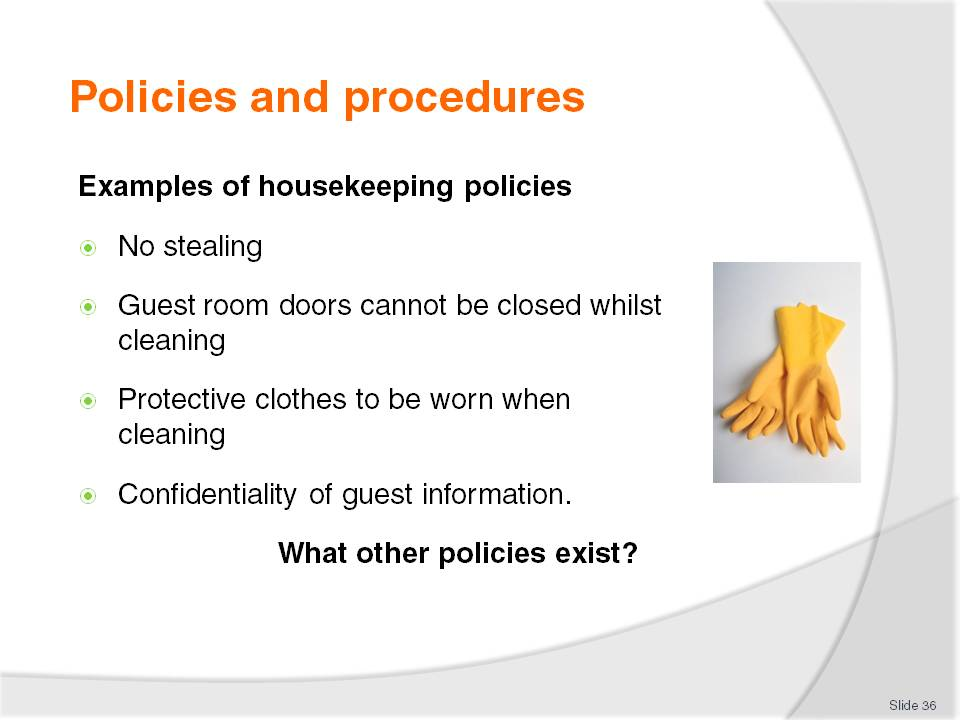 Policies and procedures
Examples of housekeeping policies
No stealing
Guest room doors cannot be closed whilst
cleaning
Protective clothes to be worn when
cleaning
Confidentiality of guest information.
What other policies exist?
Slide 36